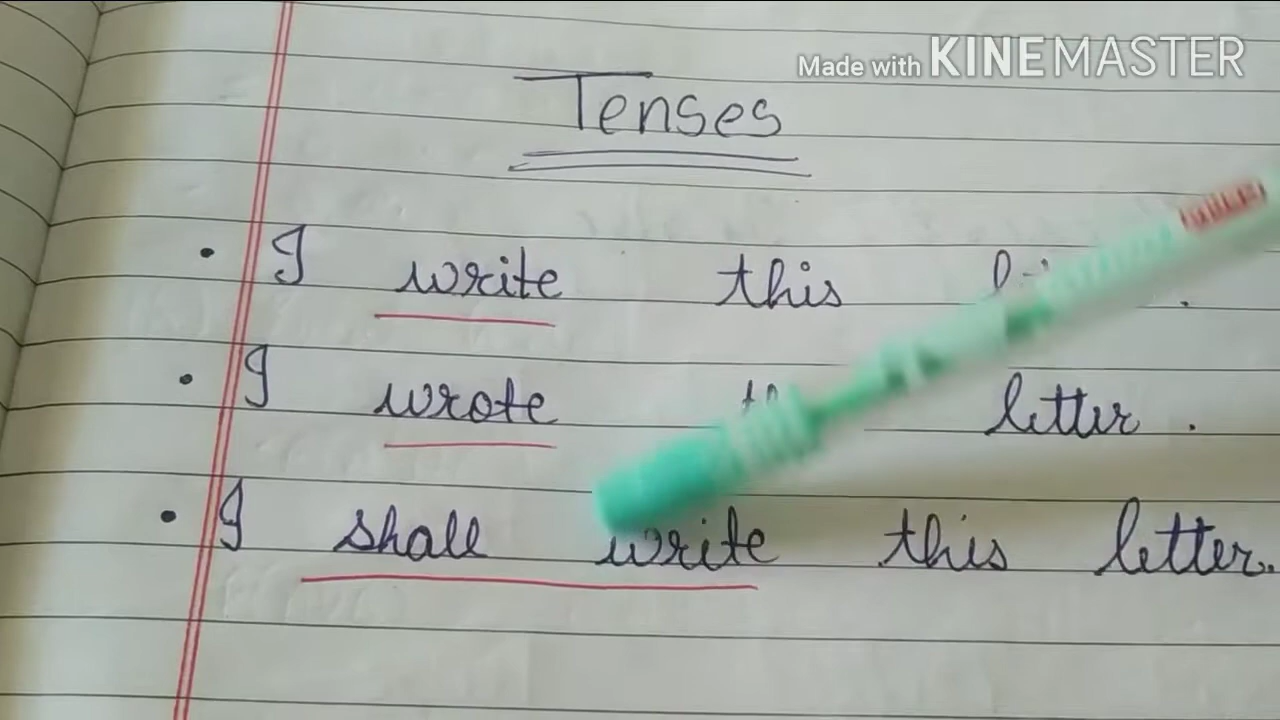 Made with KINEMASTER
Tenses
• I write this .
• I wrote letter .
• I shall write this letter.